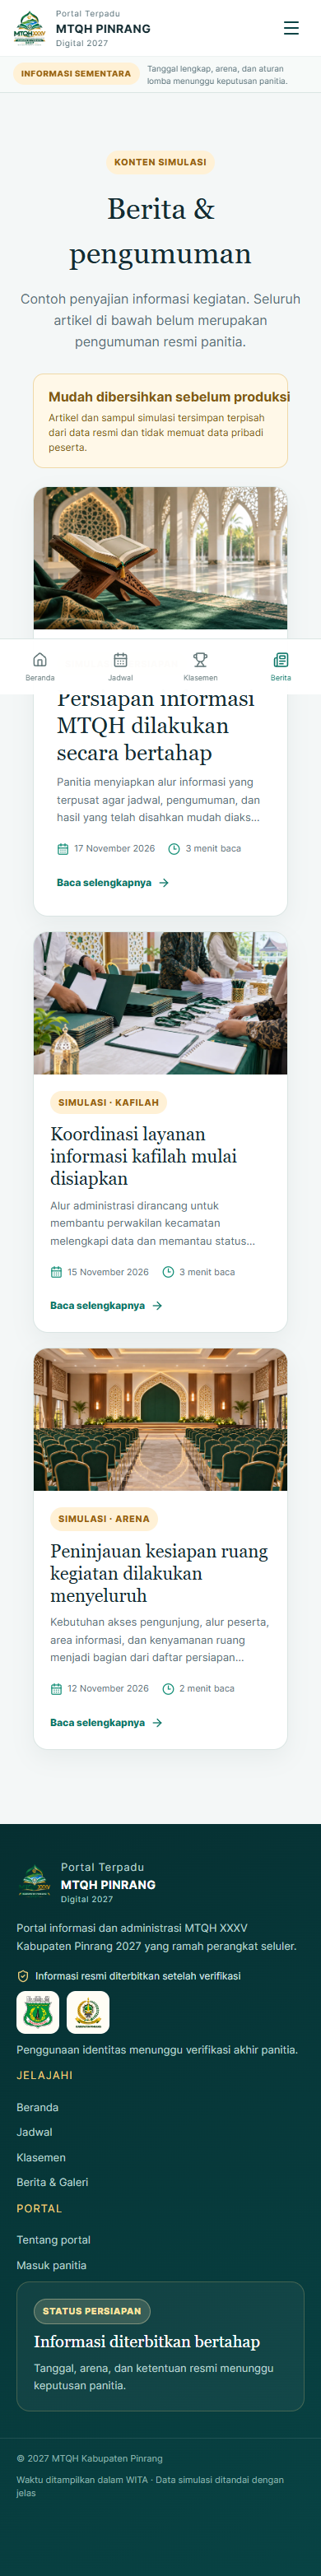 Portal Terpadu
MTQH PINRANG
Digital 2027
INFORMASI SEMENTARA
Tanggal lengkap, arena, dan aturan
lomba menunggu keputusan panitia.
KONTEN SIMULASI
Berita &
pengumuman
Contoh penyajian informasi kegiatan. Seluruh
artikel di bawah belum merupakan
pengumuman resmi panitia.
Mudah dibersihkan sebelum produksi
Artikel dan sampul simulasi tersimpan terpisah
dari data resmi dan tidak memuat data pribadi
peserta.
Beranda
Jadwal
Klasemen
Berita
Persiapan informasi
MTQH dilakukan
secara bertahap
Panitia menyiapkan alur informasi yang
terpusat agar jadwal, pengumuman, dan
hasil yang telah disahkan mudah diaks...
17 November 2026
3 menit baca
Baca selengkapnya
SIMULASI · KAFILAH
Koordinasi layanan
informasi kafilah mulai
disiapkan
Alur administrasi dirancang untuk
membantu perwakilan kecamatan
melengkapi data dan memantau status...
15 November 2026
3 menit baca
Baca selengkapnya
SIMULASI · ARENA
Peninjauan kesiapan ruang
kegiatan dilakukan
menyeluruh
Kebutuhan akses pengunjung, alur peserta,
area informasi, dan kenyamanan ruang
menjadi bagian dari daftar persiapan...
12 November 2026
2 menit baca
Baca selengkapnya
Portal Terpadu
MTQH PINRANG
Digital 2027
Portal informasi dan administrasi MTQH XXXV
Kabupaten Pinrang 2027 yang ramah perangkat seluler.
Informasi resmi diterbitkan setelah verifikasi
Penggunaan identitas menunggu verifikasi akhir panitia.
JELAJAHI
Beranda
Jadwal
Klasemen
Berita & Galeri
PORTAL
Tentang portal
Masuk panitia
STATUS PERSIAPAN
Informasi diterbitkan bertahap
Tanggal, arena, dan ketentuan resmi menunggu
keputusan panitia.
© 2027 MTQH Kabupaten Pinrang
Waktu ditampilkan dalam WITA · Data simulasi ditandai dengan
jelas